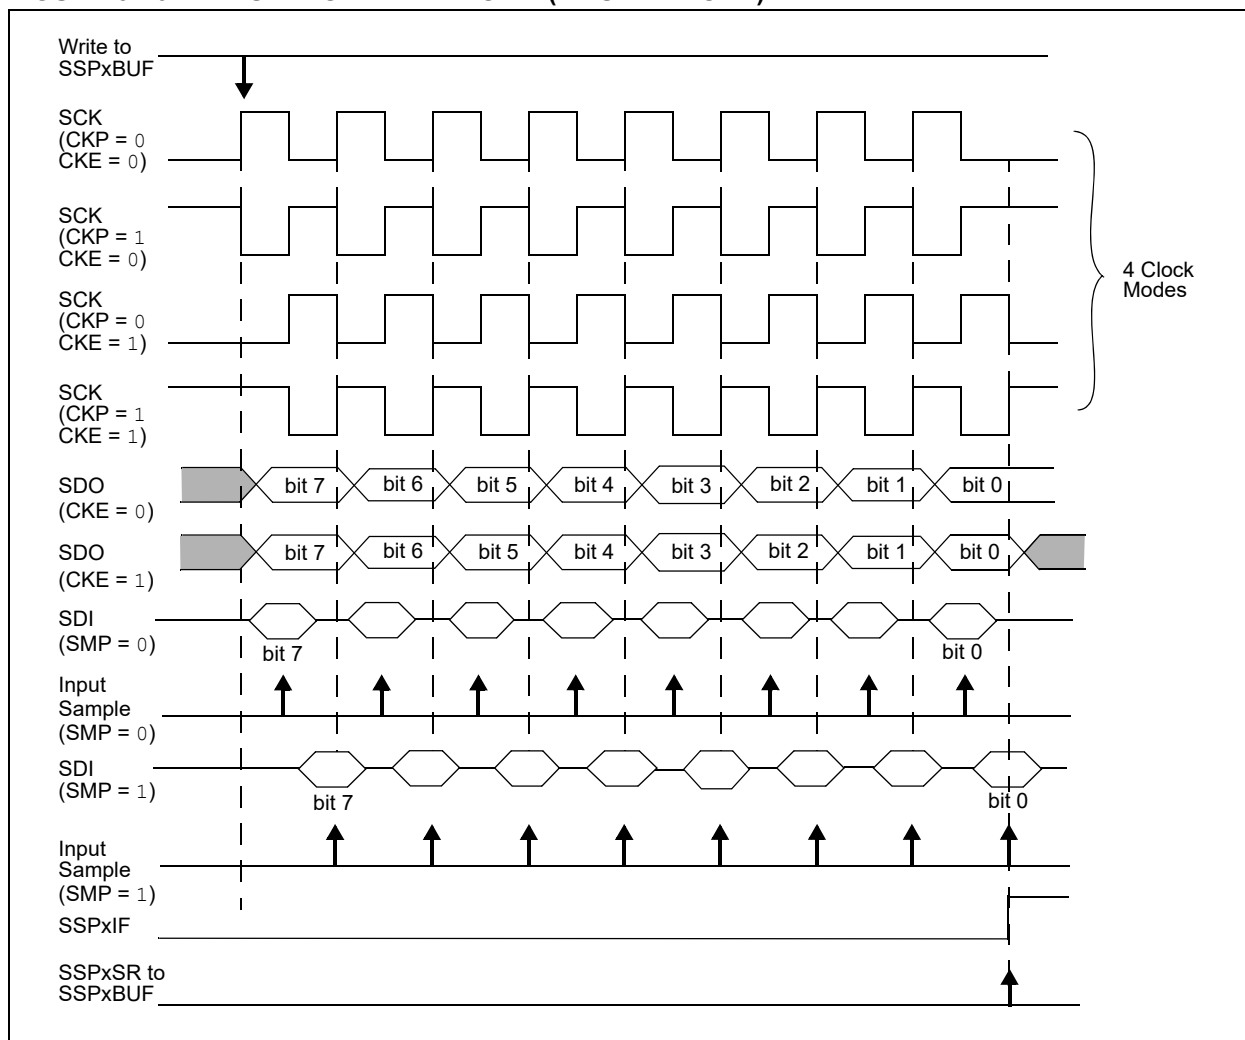 Write to
SSPxBUF
SCK
(CKP = 0
CKE = 0)
SCK
(CKP = 1
CKE = 0)
SCK
(CKP = 0
CKE = 1)
SCK
(CKP = 1
CKE = 1)
4 Clock
Modes
SDO
(CKE = 0)
bit 7 bit 6 bit 5 bit 4 bit 3 bit 2 bit 1 bit 0
SDO
(CKE = 1)
bit 7 bit 6 bit 5 bit 4 bit 3 bit 2 bit 1 bit 0
SDI
(SMP = 0)
bit 7 bit 0
Input
Sample
(SMP = 0)
SDI
(SMP = 1)
bit 7 bit 0
Input
Sample
(SMP = 1)
SSPxIF
SSPxSR to
SSPxBUF